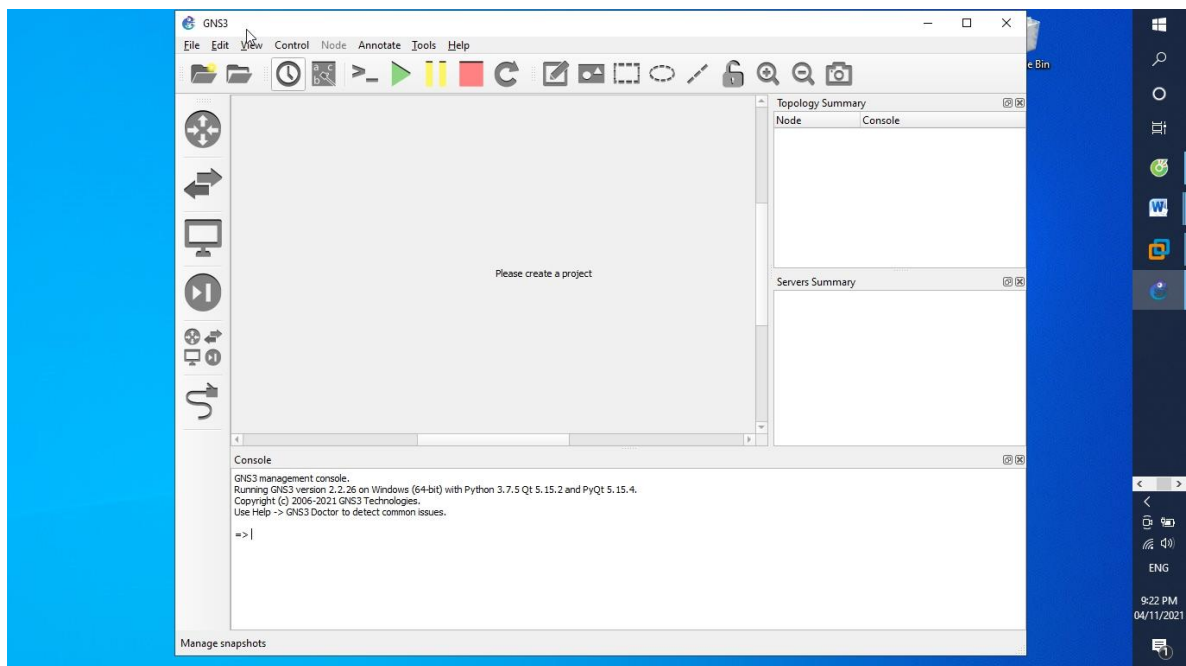 GNS3
File Edit View Control Node Annotate Tools Help
e Bin
Topology Summary
Node Console
Please create a project
Servers Summary
Console
GNS3 management console.
Running GNS3 version 2.2.26 on Windows (64-bit) with Python 3.7.5 Qt 5.15.2 and PyQt 5.15.4.
Copyright (c) 2006-2021 GNS3 Technologies.
Use Help -> GNS3 Doctor to detect common issues.
=>
Manage snapshots
ENG
9:22 PM
04/11/2021